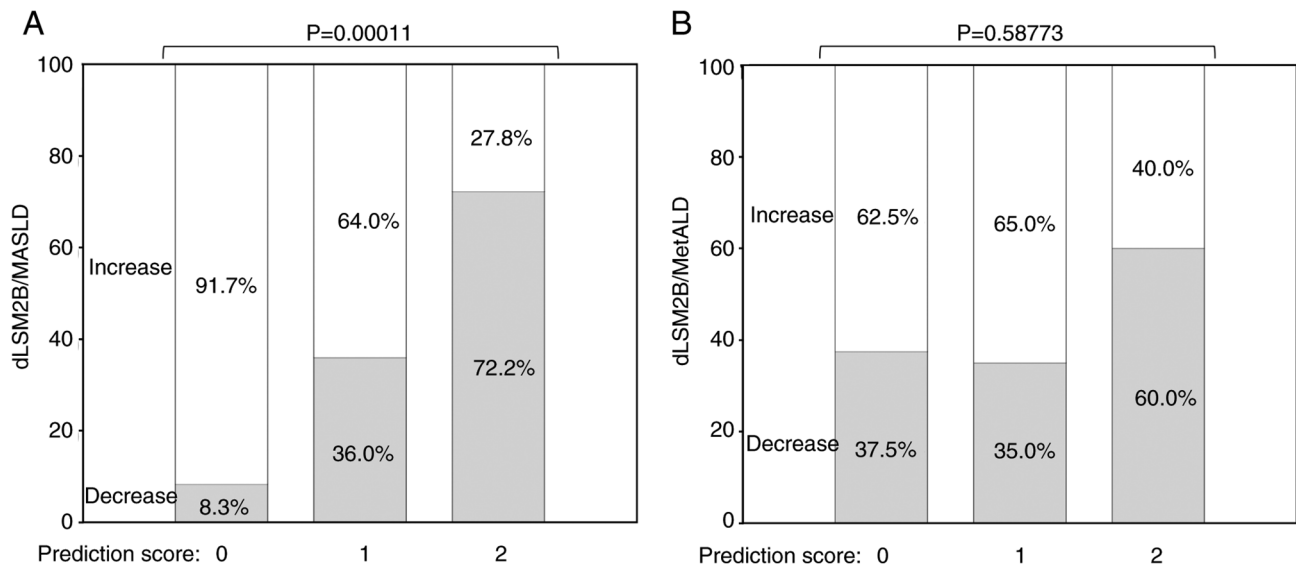 A
P=0.00011
100
80
60
40
20
0
dLSM2B/MASLD
Increase
Decrease
91.7%
8.3%
64.0%
36.0%
27.8%
72.2%
Prediction score: 0 1 2
B
P=0.58773
100
80
60
40
20
0
dLSM2B/MetALD
Increase
Decrease
62.5%
37.5%
65.0%
35.0%
40.0%
60.0%
Prediction score: 0 1 2